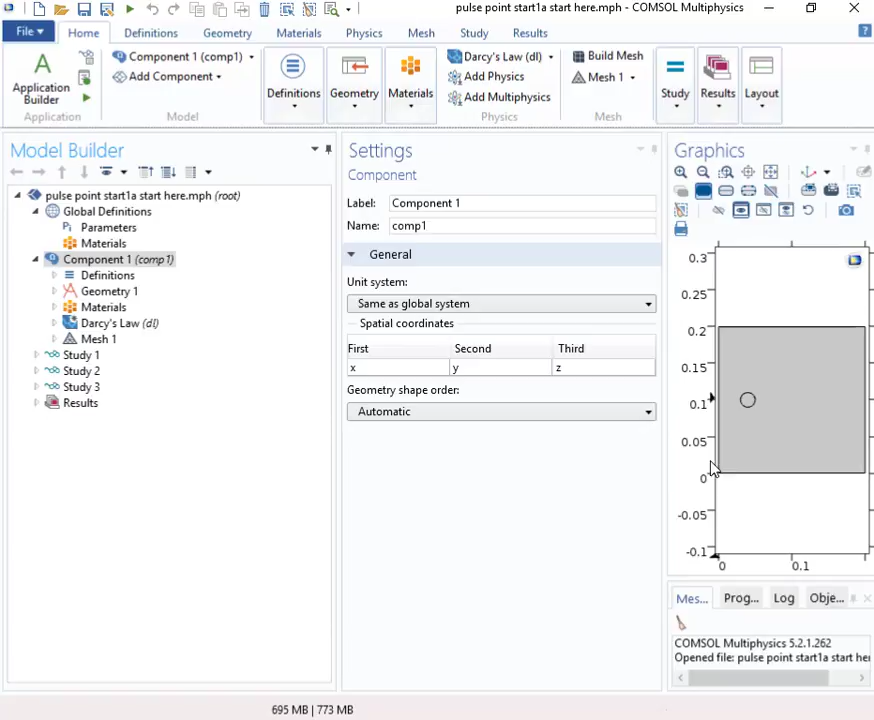 pulse point start1a start here.mph - COMSOL Multiphysics
File Home Definitions Geometry Materials Physics Mesh Study Results
Application Builder
Application
Component 1 (comp1)
Add Component
Model
Definitions
Geometry
Materials
Darcy's Law (dl)
Add Physics
Add Multiphysics
Physics
Build Mesh
Mesh 1
Mesh
Study
Results
Layout
Model Builder
pulse point start1a start here.mph (root)
Global Definitions
Pi Parameters
Materials
Component 1 (comp1)
Definitions
Geometry 1
Materials
Darcy's Law (dl)
Mesh 1
Study 1
Study 2
Study 3
Results
Settings
Component
Label: Component 1
Name: comp1
General
Unit system:
Same as global system
Spatial coordinates
First Second Third
x y z
Geometry shape order:
Automatic
Graphics
0.3
0.25
0.2
0.15
0.1
0.05
0
-0.05
-0.1
0 0.1
Mes... Prog... Log Obje...
COMSOL Multiphysics 5.2.1.262
Opened file: pulse point start1a start he
695 MB | 773 MB